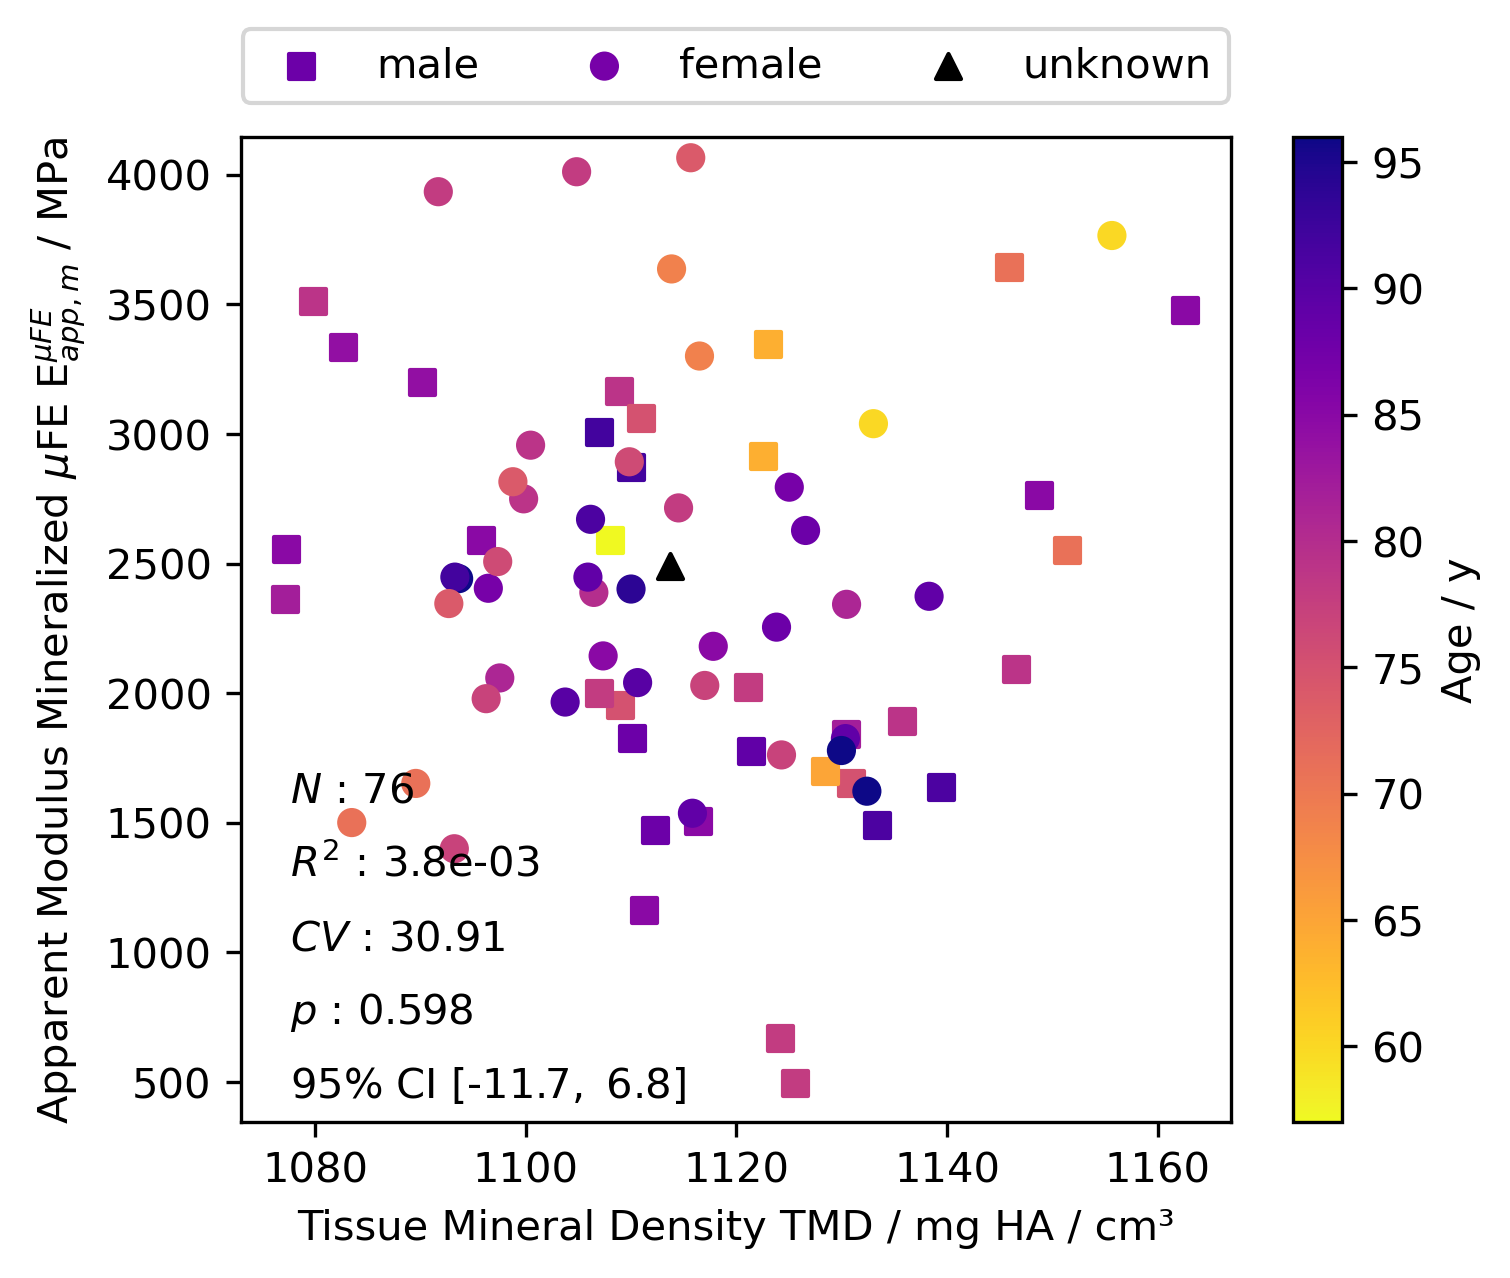 male female unknown
Apparent Modulus Mineralized μFE E^{μFE}_{app, m} / MPa
4000
3500
3000
2500
2000
1500
1000
500
N : 76
R² : 3.8e-03
CV : 30.91
p : 0.598
95% CI [-11.7, 6.8]
1080 1100 1120 1140 1160
Tissue Mineral Density TMD / mg HA / cm³
95
90
85
80
75
70
65
60
Age / y